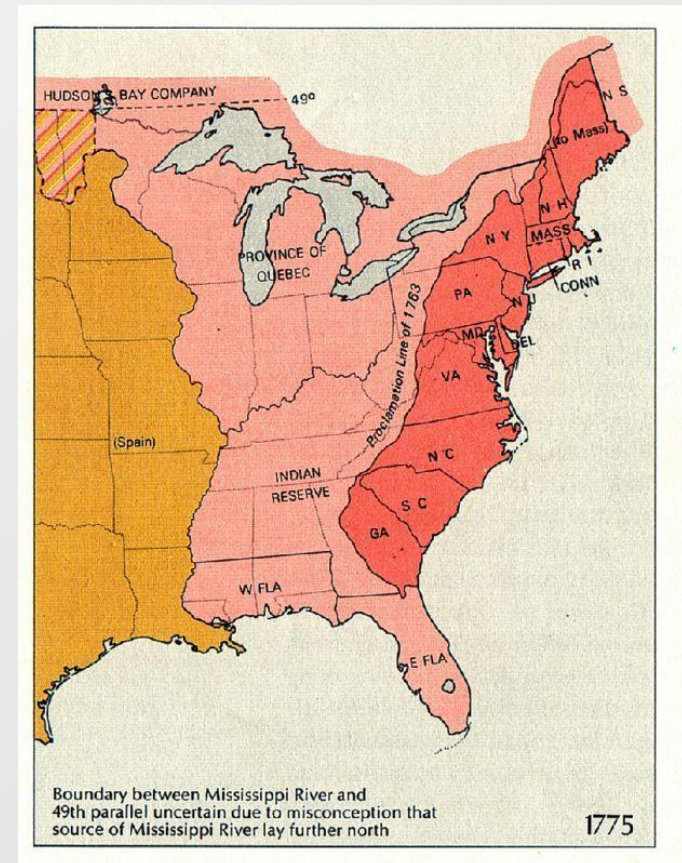 HUDSON BAY COMPANY
49°
N S
(to Mass)
N H
N Y
MASS
R I
CONN
PROVINCE OF
QUEBEC
PA
N J
MD
DEL
Proclamation Line of 1763
VA
(Spain)
N C
INDIAN
RESERVE
S C
GA
W FLA
E FLA
Boundary between Mississippi River and
49th parallel uncertain due to misconception that
source of Mississippi River lay further north
1775